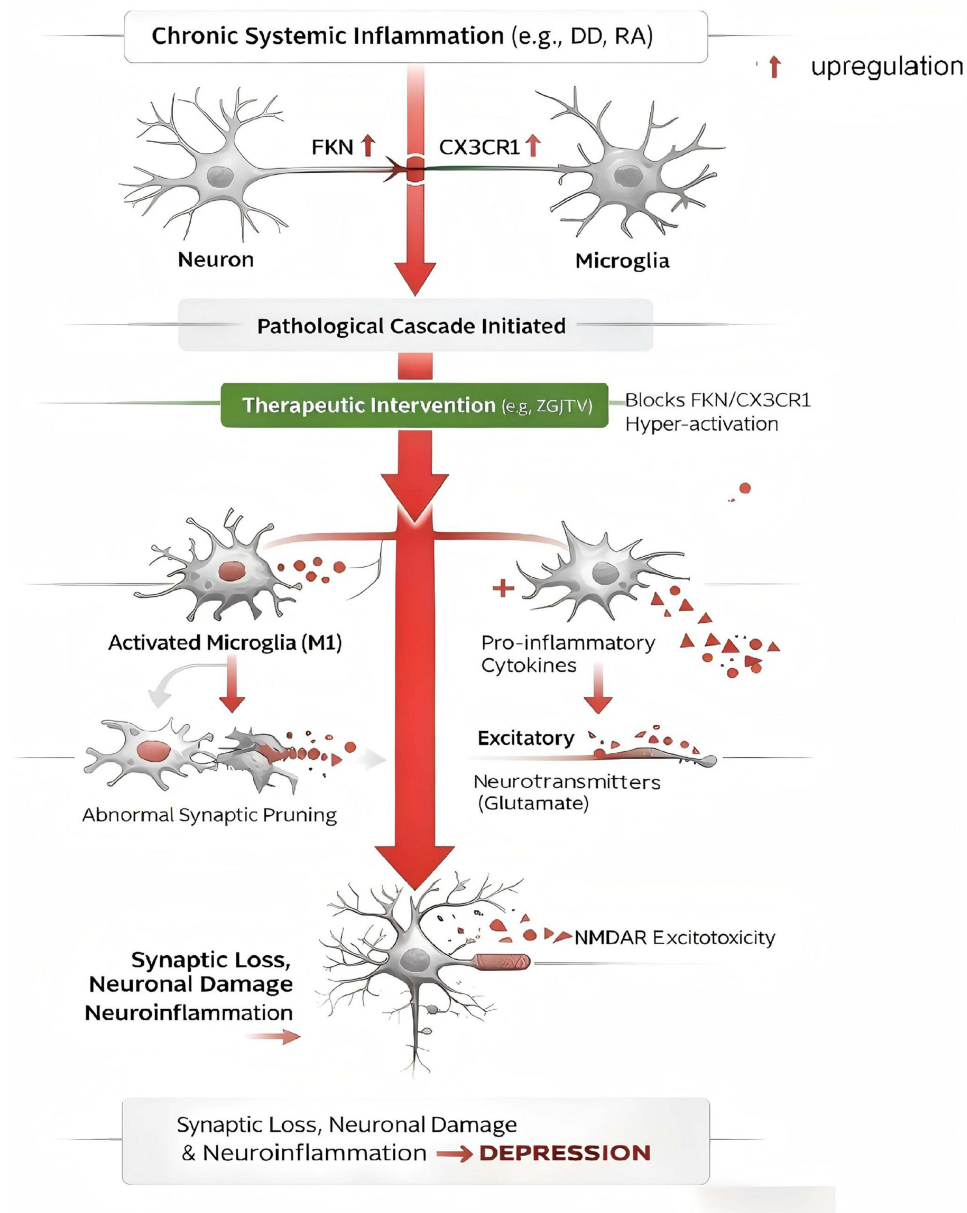 Chronic Systemic Inflammation (e.g., DD, RA)
↑ upregulation
FKN ↑
CX3CR1 ↑
Neuron
Microglia
Pathological Cascade Initiated
Therapeutic Intervention (e.g, ZGJTV)
Blocks FKN/CX3CR1
Hyper-activation
+
Activated Microglia (M1)
Pro-inflammatory
Cytokines
Abnormal Synaptic Pruning
Excitatory
Neurotransmitters
(Glutamate)
NMDAR Excitotoxicity
Synaptic Loss,
Neuronal Damage
Neuroinflammation
Synaptic Loss, Neuronal Damage
& Neuroinflammation → DEPRESSION